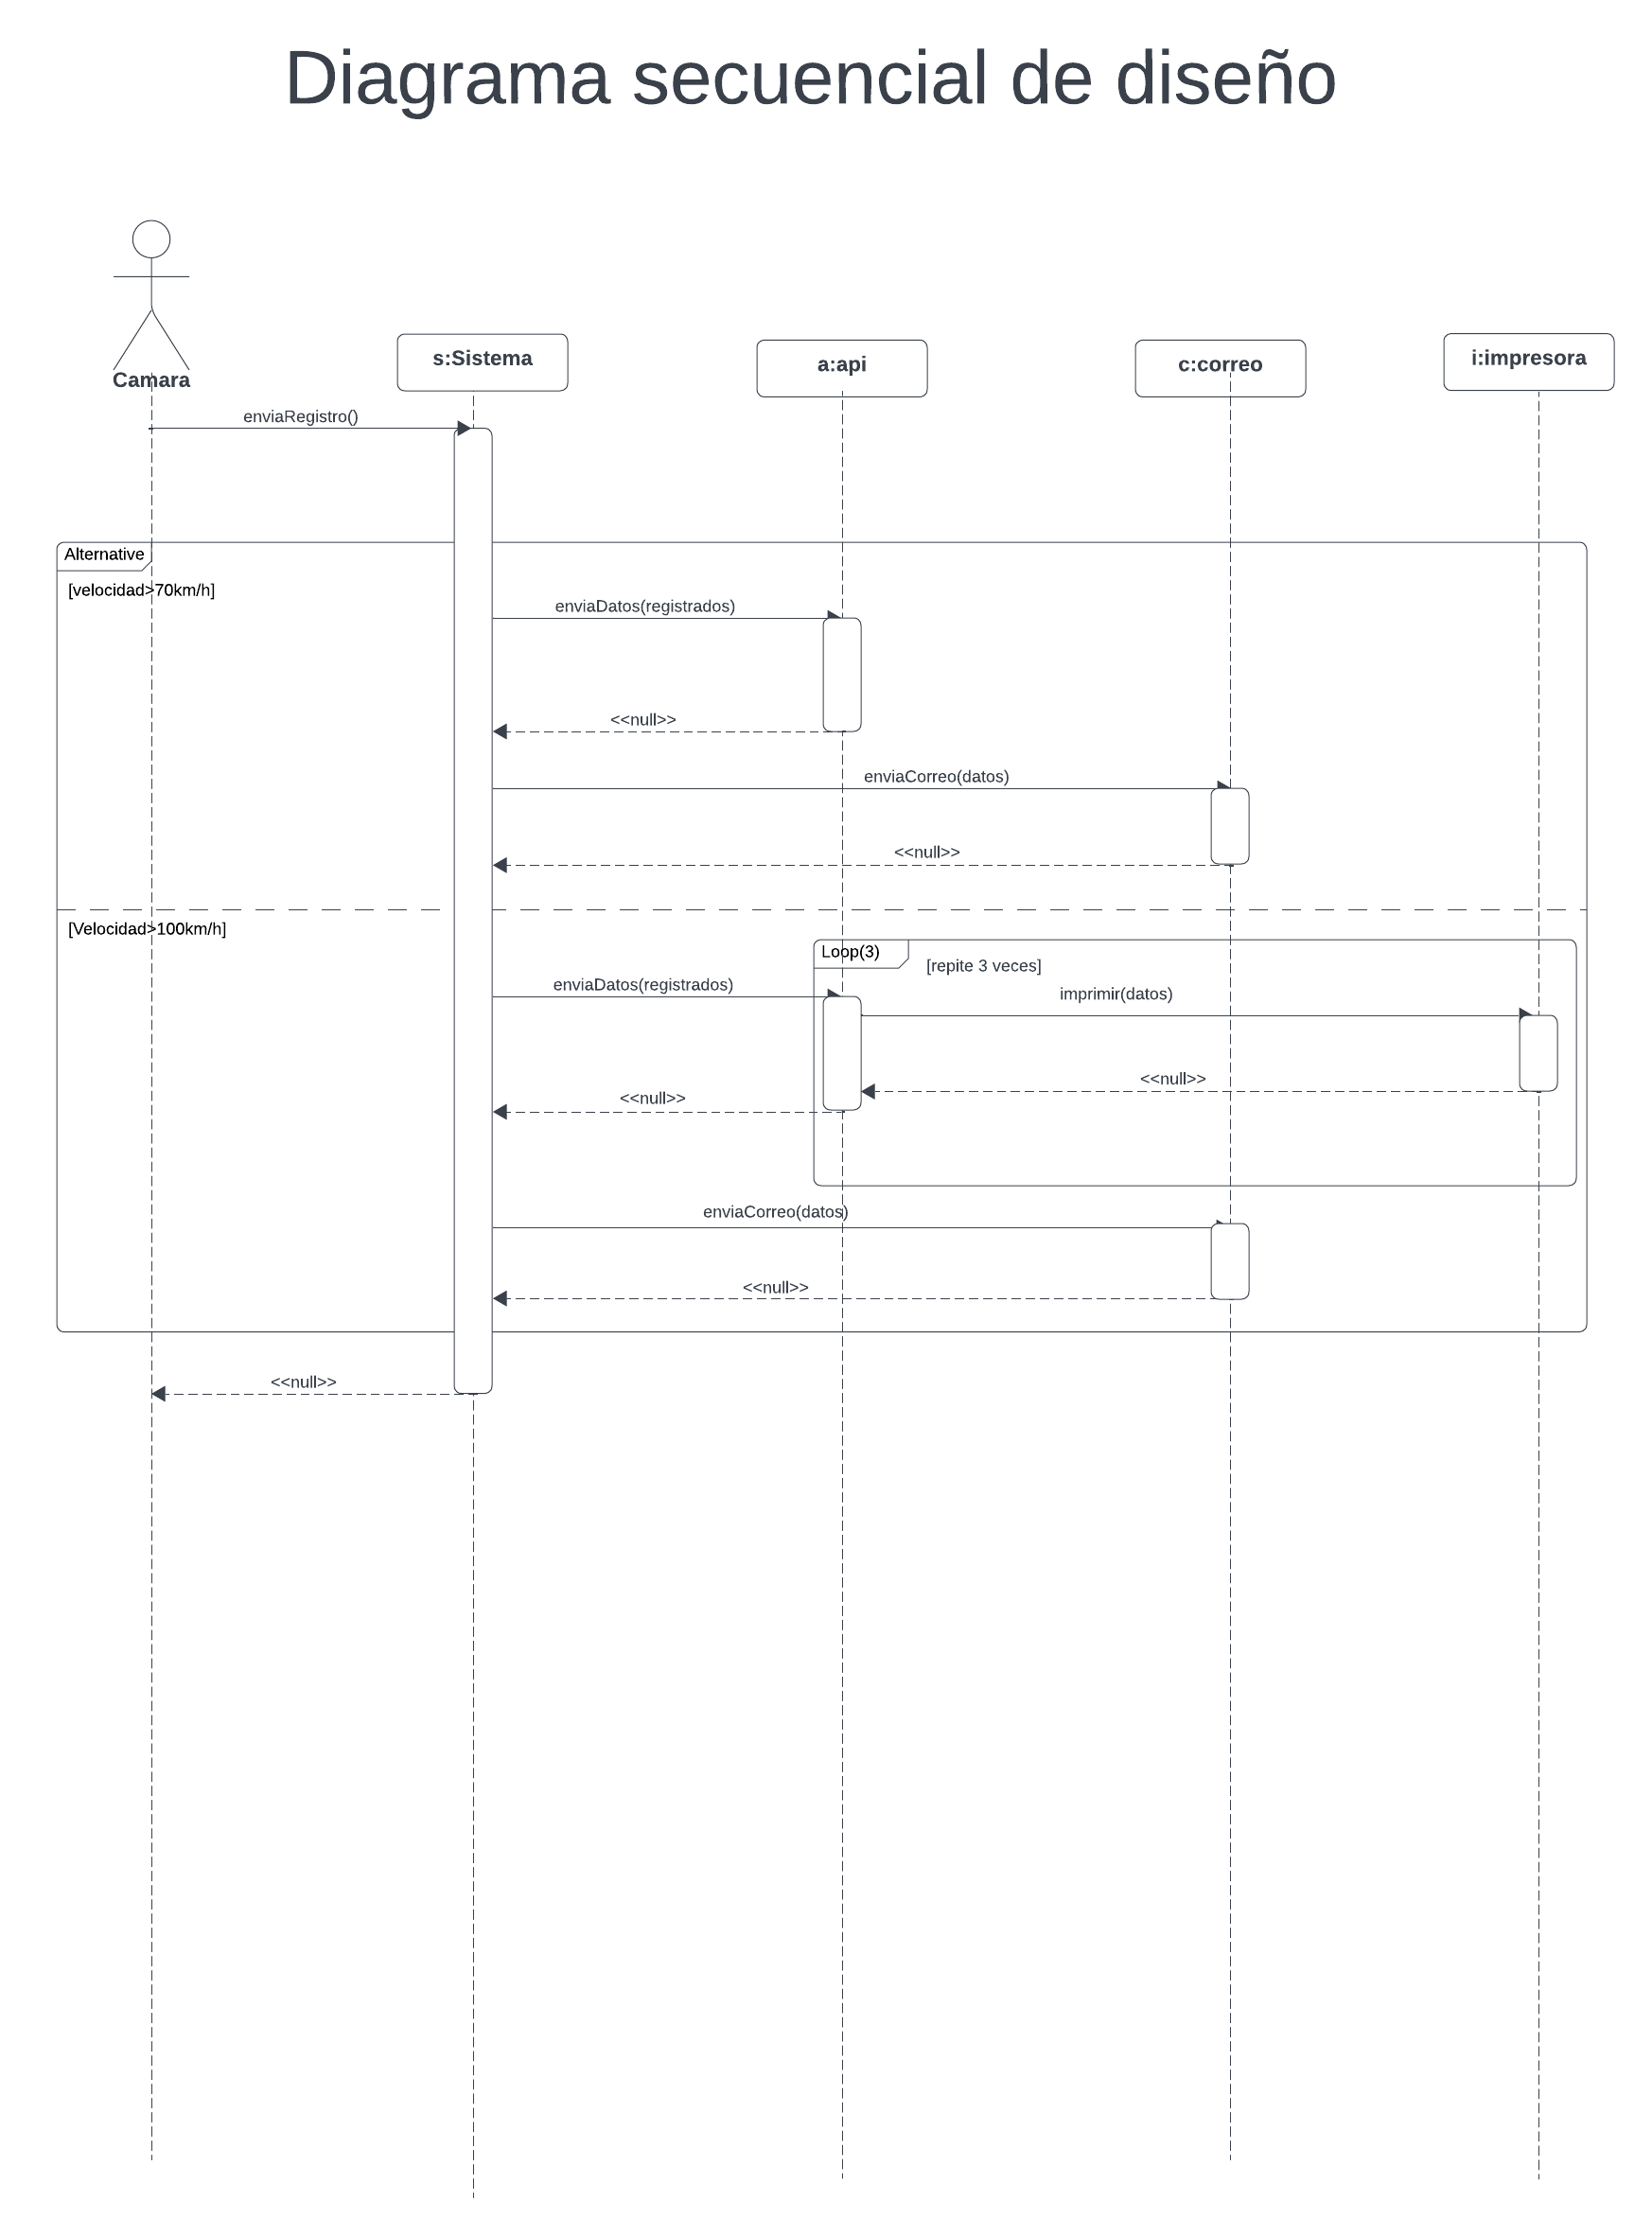 Diagrama secuencial de diseño
Camara
s:Sistema
a:api
c:correo
i:impresora
enviaRegistro()
Alternative
[velocidad>70km/h]
enviaDatos(registrados)
<<null>>
enviaCorreo(datos)
<<null>>
[Velocidad>100km/h]
Loop(3)
[repite 3 veces]
enviaDatos(registrados)
imprimir(datos)
<<null>>
<<null>>
enviaCorreo(datos)
<<null>>
<<null>>